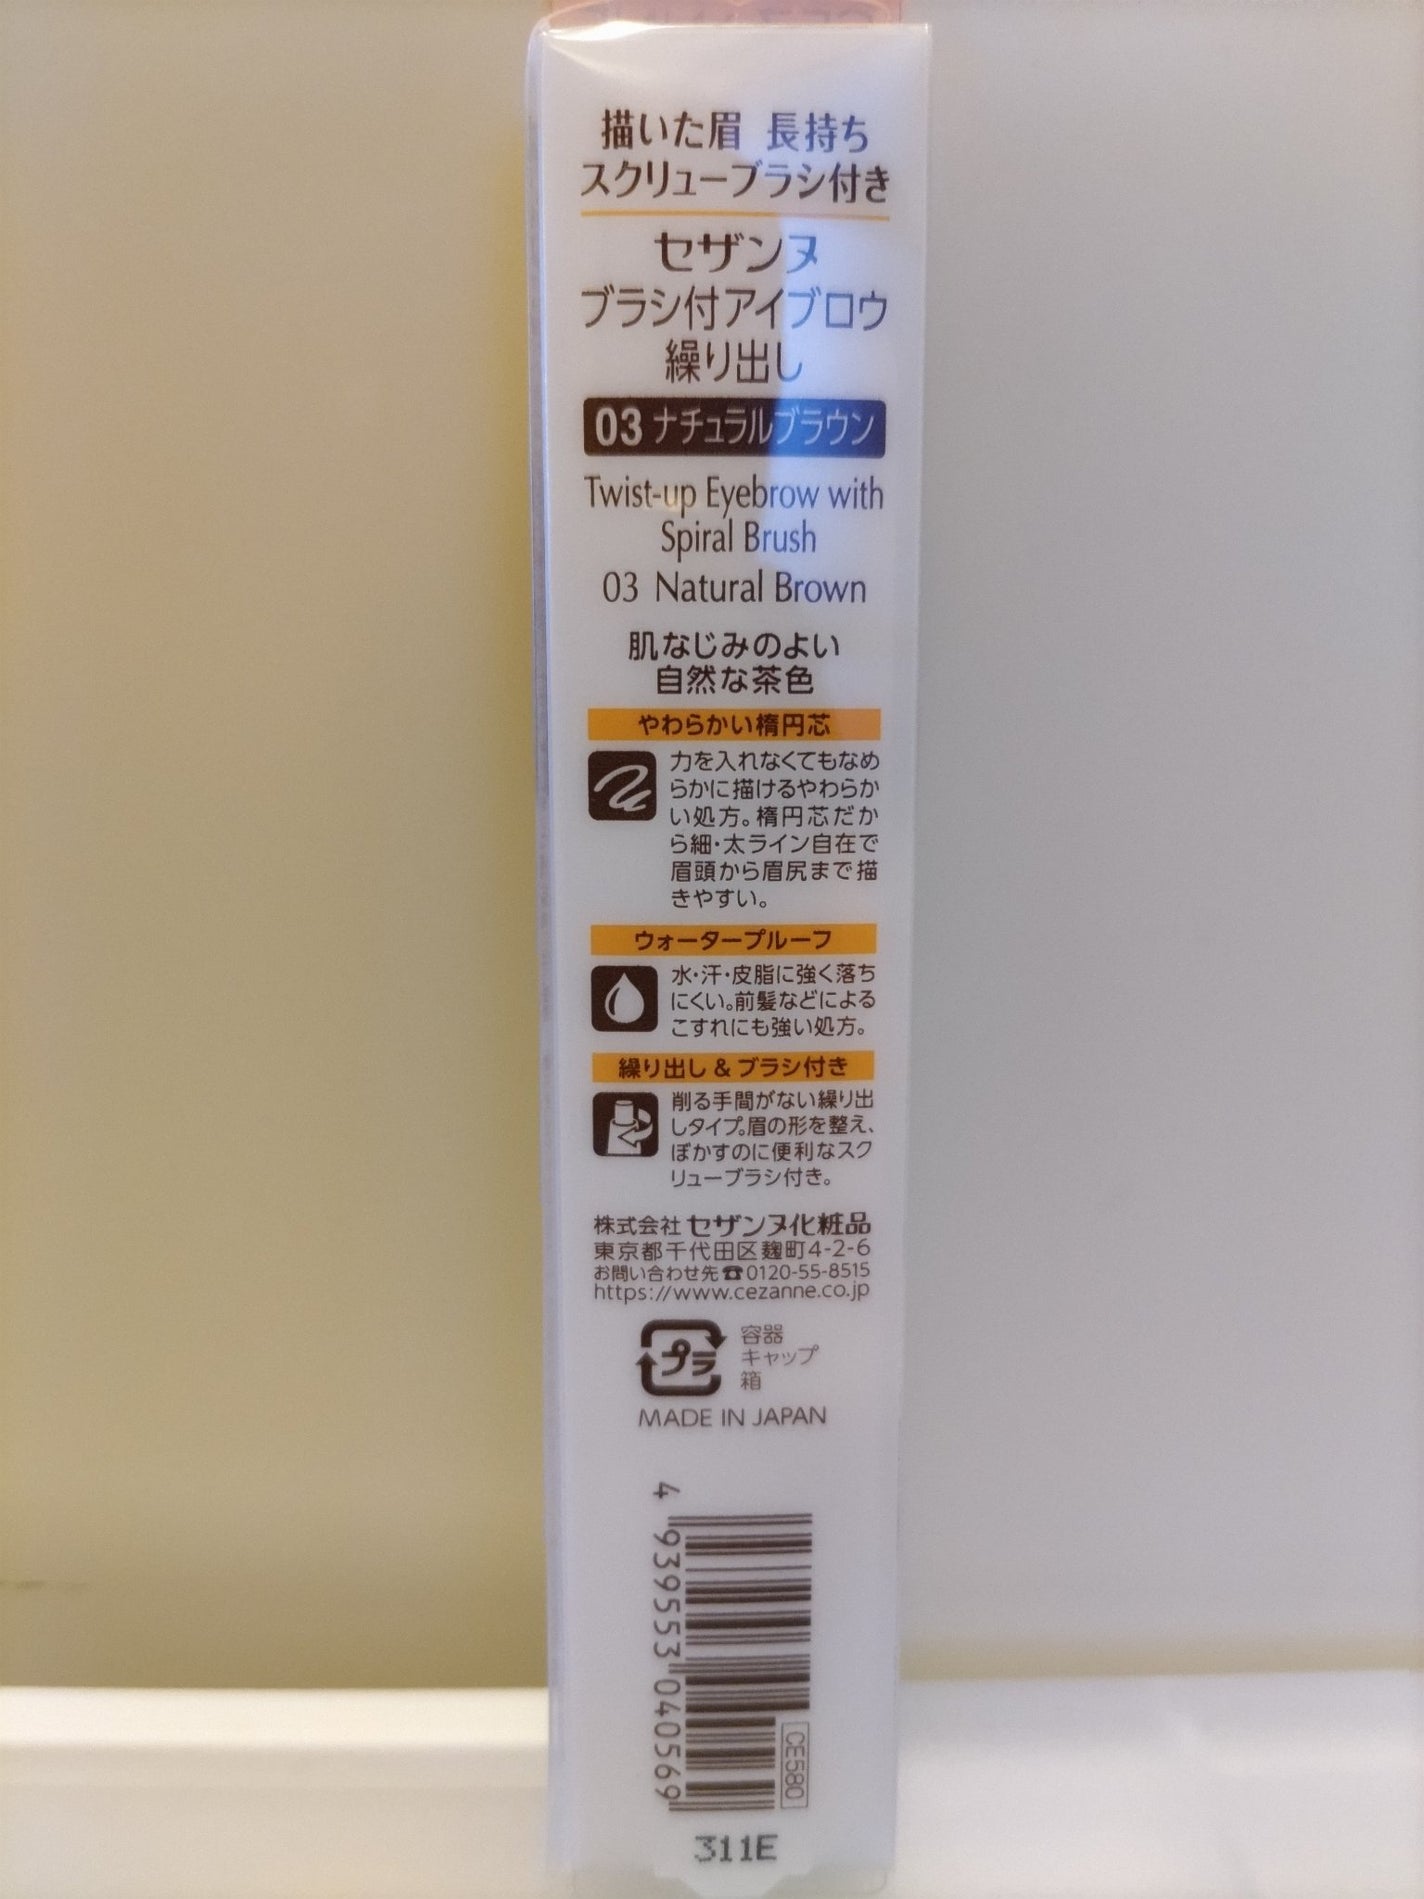 描いた眉 長持ち
スクリューブラシ付き
セザンヌ
ブラシ付アイブロウ
繰り出し
03 ナチュラルブラウン
Twist-up Eyebrow with
Spiral Brush
03 Natural Brown
肌なじみのよい
自然な茶色
やわらかい楕円芯
力を入れなくてもなめ
らかに描けるやわらか
い処方。楕円芯だか
ら細・太ライン自在で
眉頭から眉尻まで描
きやすい。
ウォータープルーフ
水・汗・皮脂に強く落ち
にくい。前髪などによる
こすれにも強い処方。
繰り出し & ブラシ付き
削る手間がない繰り出
しタイプ。眉の形を整え、
ぼかすのに便利なスク
リューブラシ付き。
株式会社 セザンヌ化粧品
東京都千代田区麹町4-2-6
お問い合わせ先☎0120-55-8515
https://www.cezanne.co.jp
プラ
容器
キャップ
箱
MADE IN JAPAN
4 939553 040569
CE580
311E